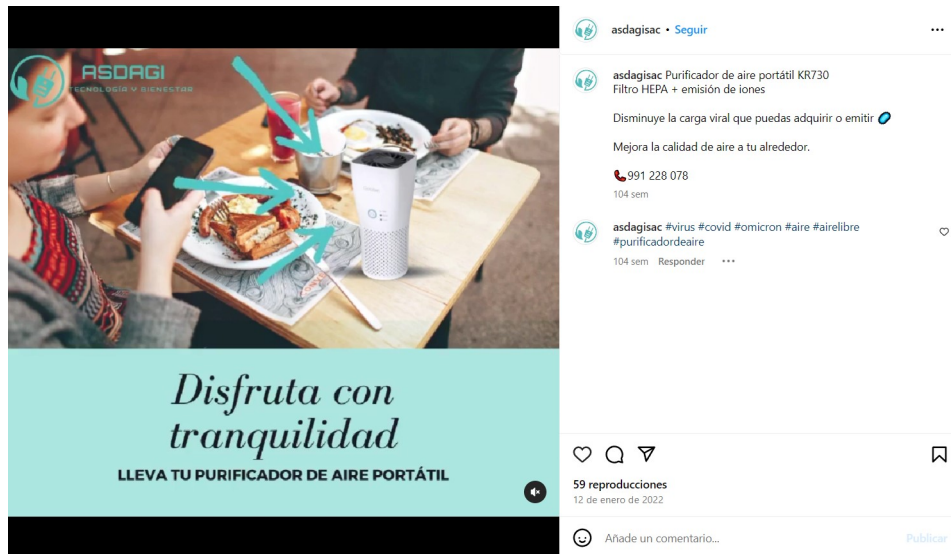 ASDAGI
TECNOLOGÍA Y BIENESTAR
Disfruta con
tranquilidad
LLEVA TU PURIFICADOR DE AIRE PORTÁTIL
asdagisac • Seguir
asdagisac Purificador de aire portátil KR730
Filtro HEPA + emisión de iones
Disminuye la carga viral que puedas adquirir o emitir
Mejora la calidad de aire a tu alrededor.
991 228 078
104 sem
asdagisac #virus #covid #omicron #aire #airelibre
#purificadordeaire
104 sem Responder
59 reproducciones
12 de enero de 2022
Añade un comentario...
Publicar